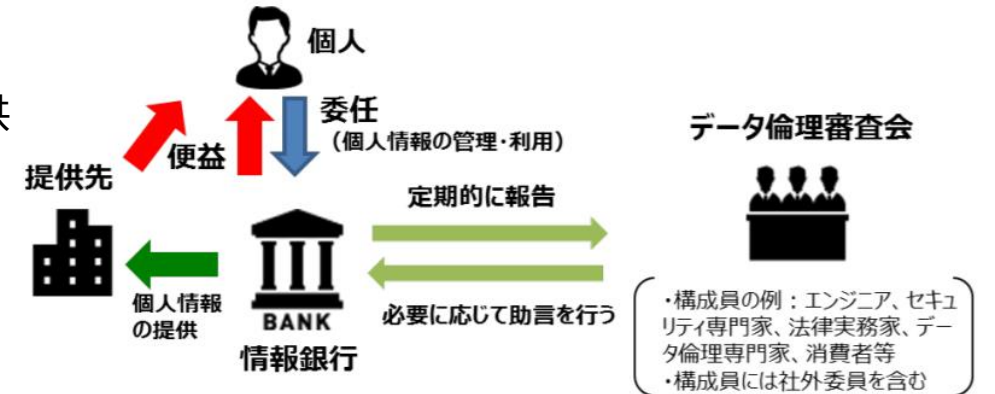 個人
供
委任
（個人情報の管理・利用）
データ倫理審査会
便益
提供先
定期的に報告
個人情報
の提供
BANK
情報銀行
必要に応じて助言を行う
・構成員の例：エンジニア、セキュ
リティ専門家、法律実務家、デー
タ倫理専門家、消費者等
・構成員には社外委員を含む